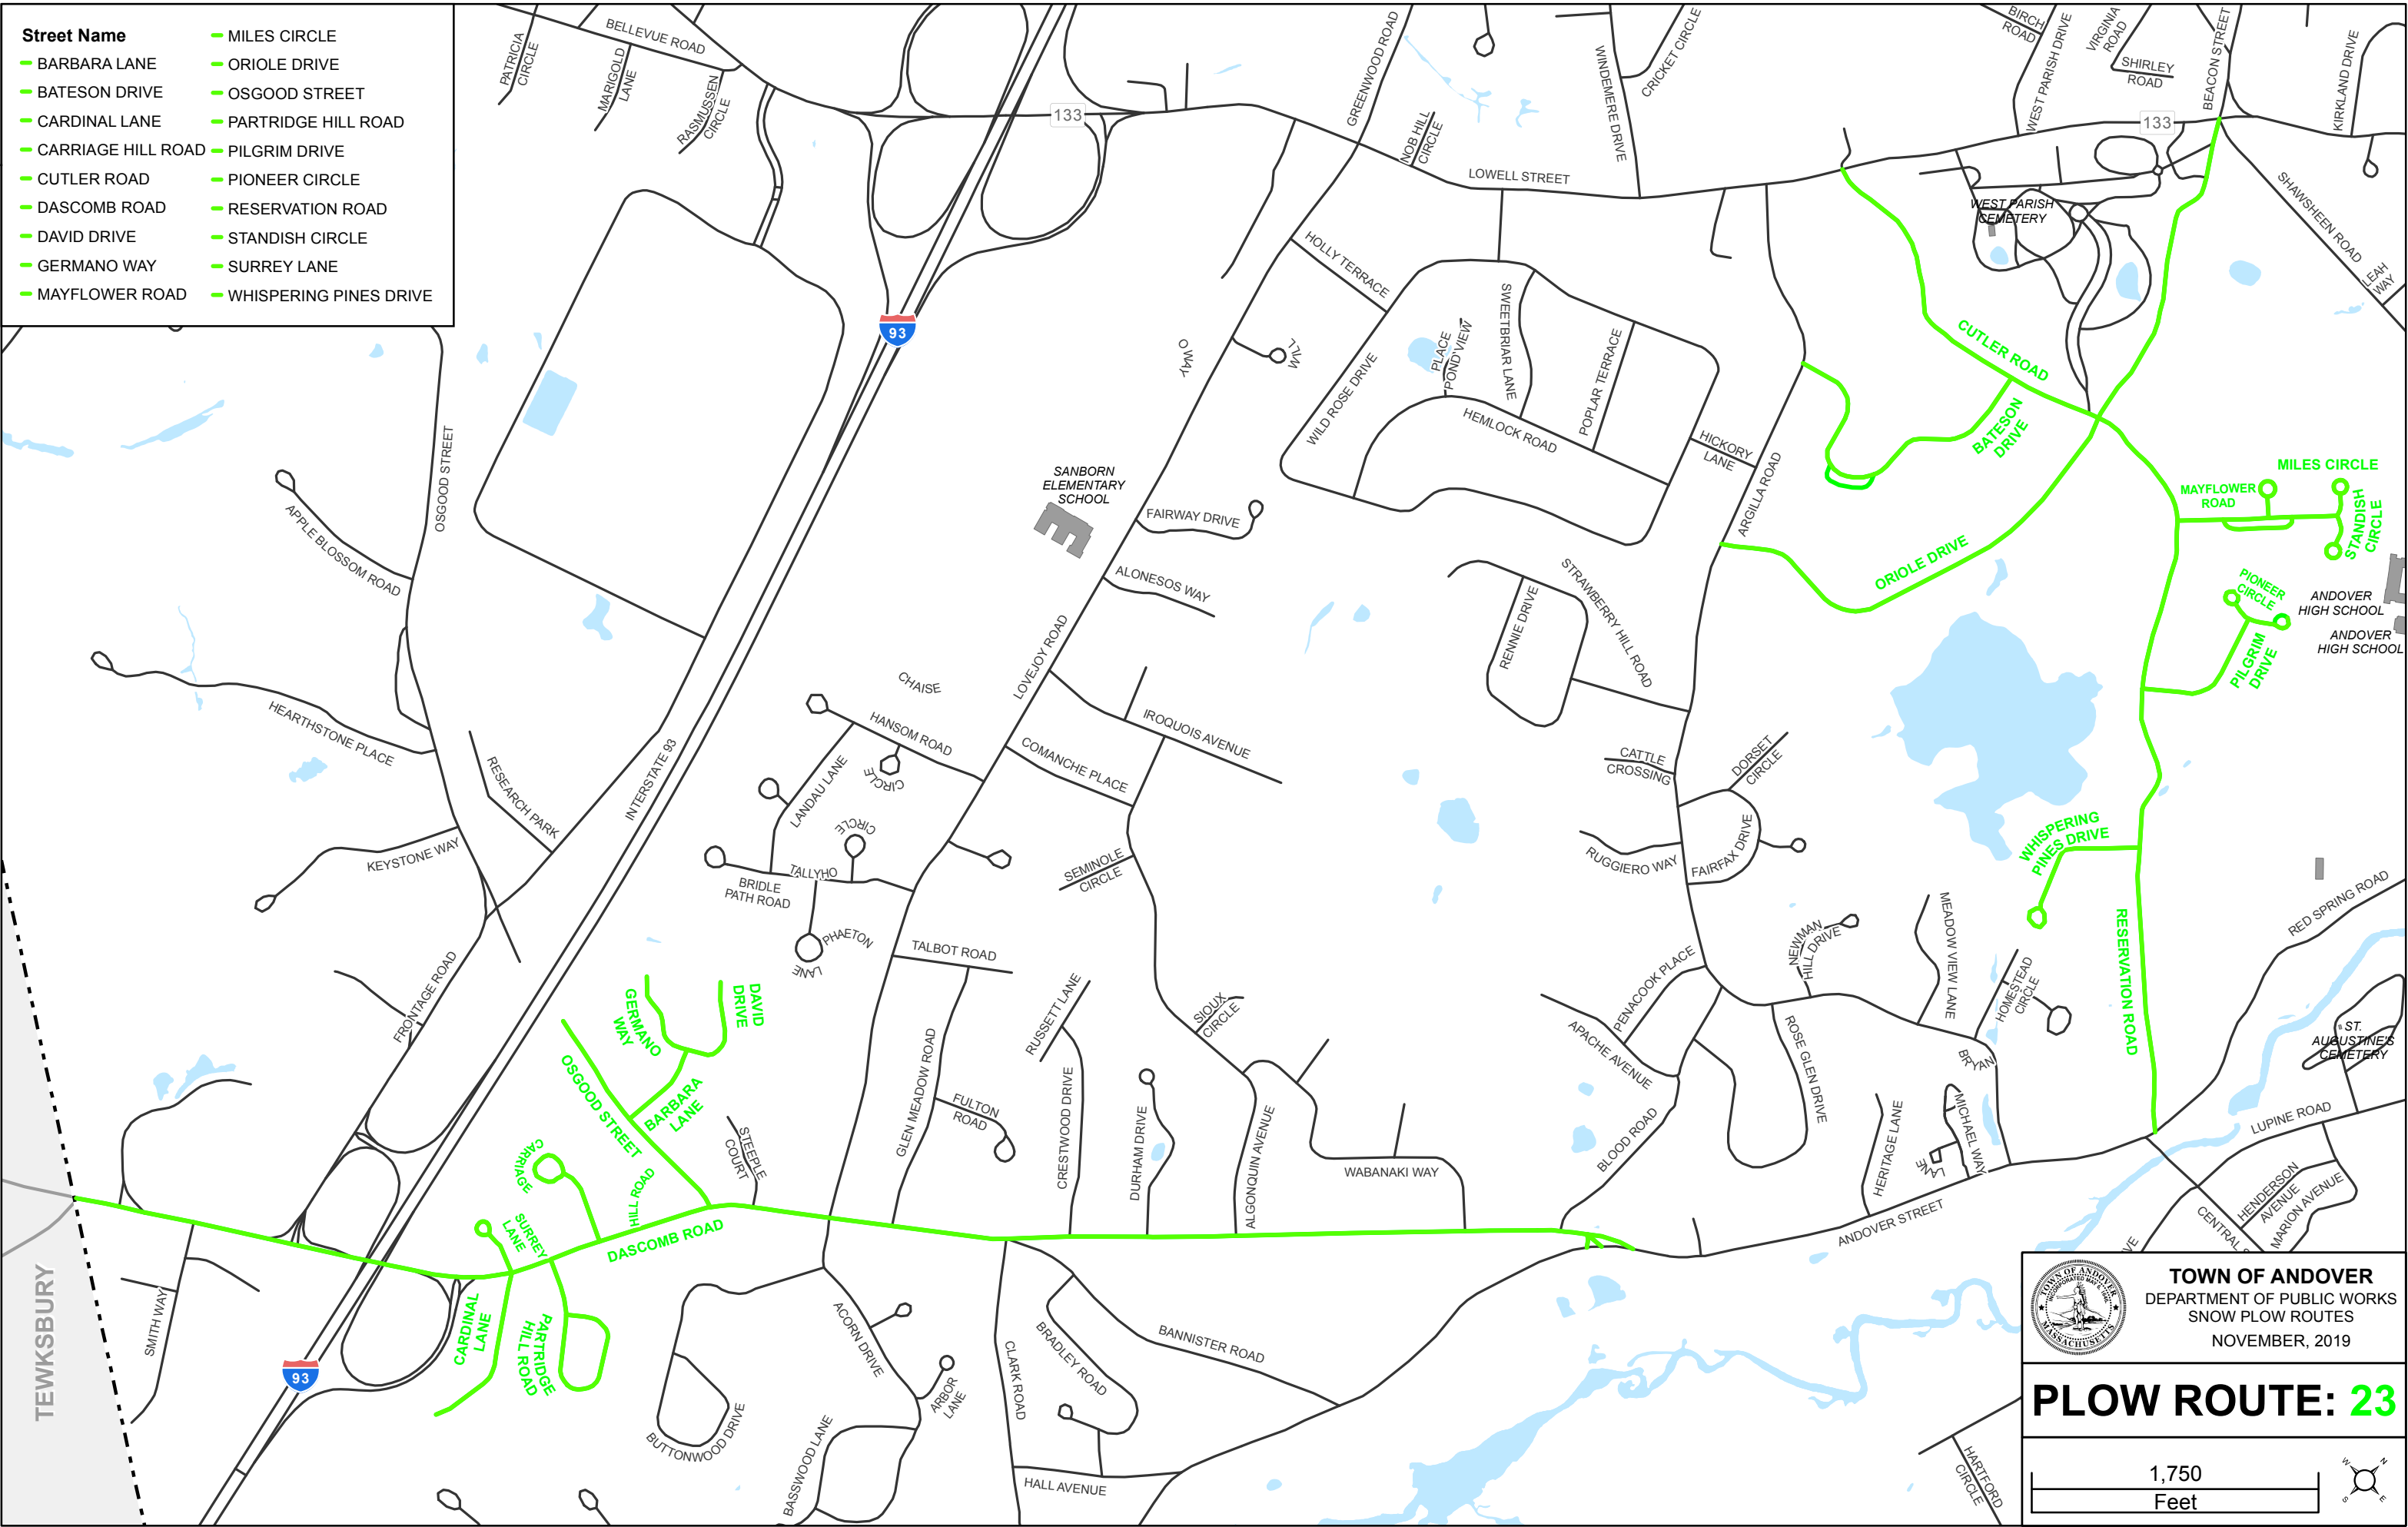 Street Name
BARBARA LANE
BATESON DRIVE
CARDINAL LANE
CARRIAGE HILL ROAD
CUTLER ROAD
DASCOMB ROAD
DAVID DRIVE
GERMANO WAY
MAYFLOWER ROAD
MILES CIRCLE
ORIOLE DRIVE
OSGOOD STREET
PARTRIDGE HILL ROAD
PILGRIM DRIVE
PIONEER CIRCLE
RESERVATION ROAD
STANDISH CIRCLE
SURREY LANE
WHISPERING PINES DRIVE
PATRICIA
CIRCLE
BELLEVUE ROAD
MARIGOLD
LANE
RASMUSSEN
CIRCLE
133
GREENWOOD ROAD
NOB HILL
CIRCLE
LOWELL STREET
WINDEMERE DRIVE
CRICKET CIRCLE
BIRCH
ROAD
WEST PARISH DRIVE
VIRGINIA
ROAD
SHIRLEY
ROAD
BEACON STREET
133
KIRKLAND DRIVE
SHAWSHEEN ROAD
LEAH
WAY
WEST PARISH
CEMETERY
93
HOLLY TERRACE
O WAY
MILL
WILD ROSE DRIVE
PLACE
POND VIEW
SWEETBRIAR LANE
POPLAR TERRACE
HEMLOCK ROAD
HICKORY
LANE
ARGILLA ROAD
CUTLER ROAD
BATESON
DRIVE
ORIOLE DRIVE
MILES CIRCLE
MAYFLOWER
ROAD
STANDISH
CIRCLE
PIONEER
CIRCLE
PILGRIM
DRIVE
ANDOVER
HIGH SCHOOL
ANDOVER
HIGH SCHOOL
OSGOOD STREET
APPLE BLOSSOM ROAD
HEARTHSTONE PLACE
RESEARCH PARK
KEYSTONE WAY
FRONTAGE ROAD
INTERSTATE 93
SANBORN
ELEMENTARY
SCHOOL
FAIRWAY DRIVE
ALONESOS WAY
LOVEJOY ROAD
CHAISE
CIRCLE
HANSOM ROAD
LANDAU LANE
TALLYHO
CIRCLE
BRIDLE
PATH ROAD
PHAETON
LANE
COMANCHE PLACE
IROQUOIS AVENUE
SEMINOLE
CIRCLE
RENNIE DRIVE
STRAWBERRY HILL ROAD
CATTLE
CROSSING
DORSET
CIRCLE
RUGGIERO WAY
FAIRFAX DRIVE
WHISPERING
PINES DRIVE
RESERVATION ROAD
RED SPRING ROAD
ST.
AUGUSTINE'S
CEMETERY
LUPINE ROAD
HENDERSON
AVENUE
MARION AVENUE
CENTRAL S
VE
NEWMAN
HILL DRIVE
MEADOW VIEW LANE
HOMESTEAD
CIRCLE
BRYAN
LANE
MICHAEL WAY
HERITAGE LANE
ROSE GLEN DRIVE
PENACOOK PLACE
APACHE AVENUE
BLOOD ROAD
ANDOVER STREET
TALBOT ROAD
GLEN MEADOW ROAD
FULTON
ROAD
RUSSETT LANE
CRESTWOOD DRIVE
DURHAM DRIVE
SIOUX
CIRCLE
ALGONQUIN AVENUE
WABANAKI WAY
GERMANO
WAY
DAVID
DRIVE
OSGOOD STREET
BARBARA
LANE
STEEPLE
COURT
CARRIAGE
HILL ROAD
SURREY
LANE
DASCOMB ROAD
CARDINAL
LANE
PARTRIDGE
HILL ROAD
TEWKSBURY
SMITH WAY
93
ACORN DRIVE
ARBOR
LANE
BUTTONWOOD DRIVE
BASSWOOD LANE
CLARK ROAD
BRADLEY ROAD
BANNISTER ROAD
HALL AVENUE
HARTFORD
CIRCLE
TOWN OF ANDOVER
MASSACHUSETTS
TOWN OF ANDOVER
DEPARTMENT OF PUBLIC WORKS
SNOW PLOW ROUTES
NOVEMBER, 2019
PLOW ROUTE: 23
1,750
Feet
W
N
S
E